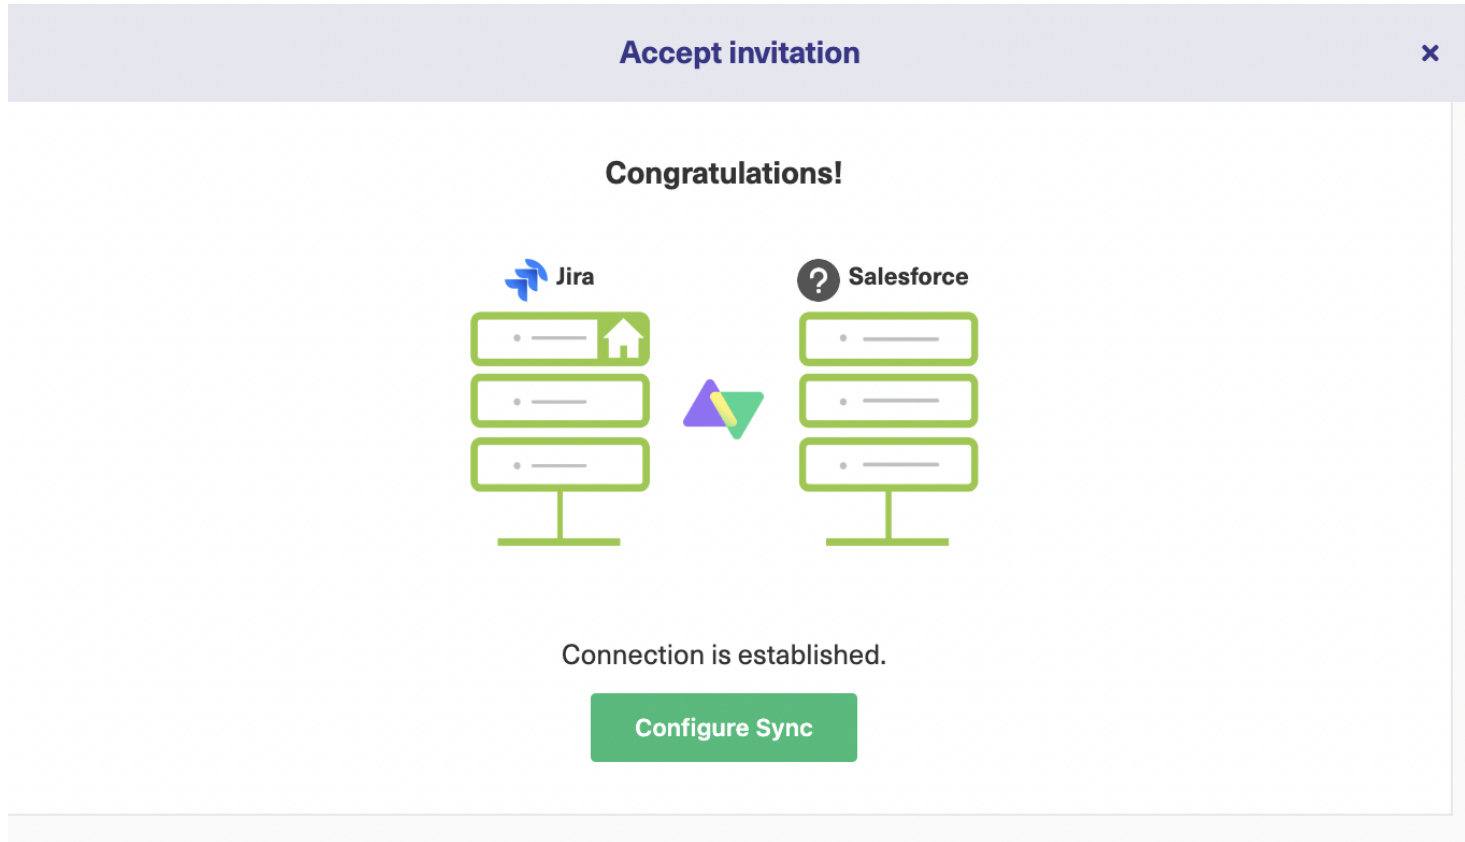 Accept invitation
Congratulations!
Jira
? Salesforce
Connection is established.
Configure Sync